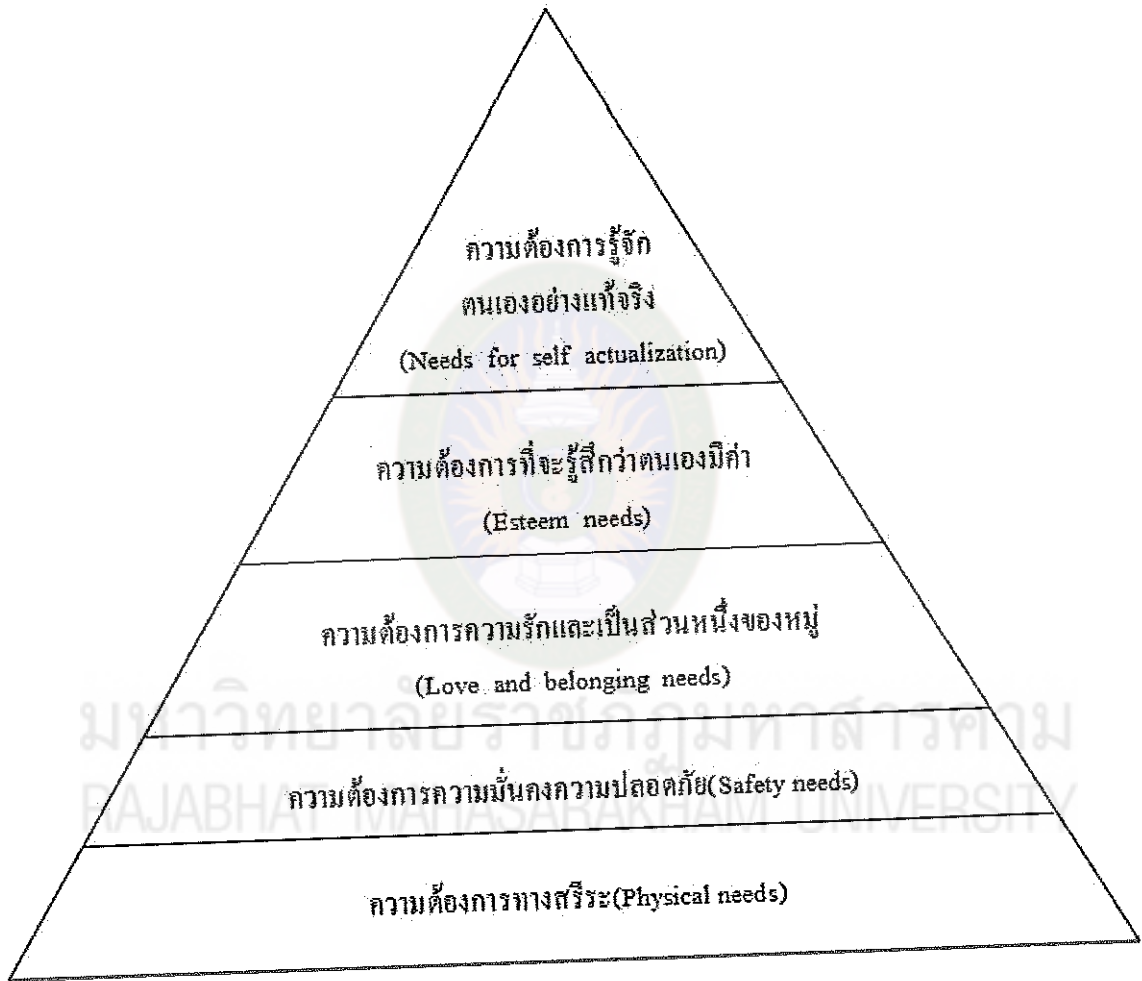 ความต้องการรู้จัก
ตนเองอย่างแท้จริง
(Needs for self actualization)
ความต้องการที่จะรู้สึกว่าตนเองมีค่า
(Esteem needs)
ความต้องการความรักและเป็นส่วนหนึ่งของหมู่
(Love and belonging needs)
มหาวิทยาลัยราชภัฏมหาสารคาม
ความต้องการความมั่นคงความปลอดภัย(Safety needs)
RAJABHAT MAHASARAKHAM UNIVERSITY
ความต้องการทางสรีระ(Physical needs)